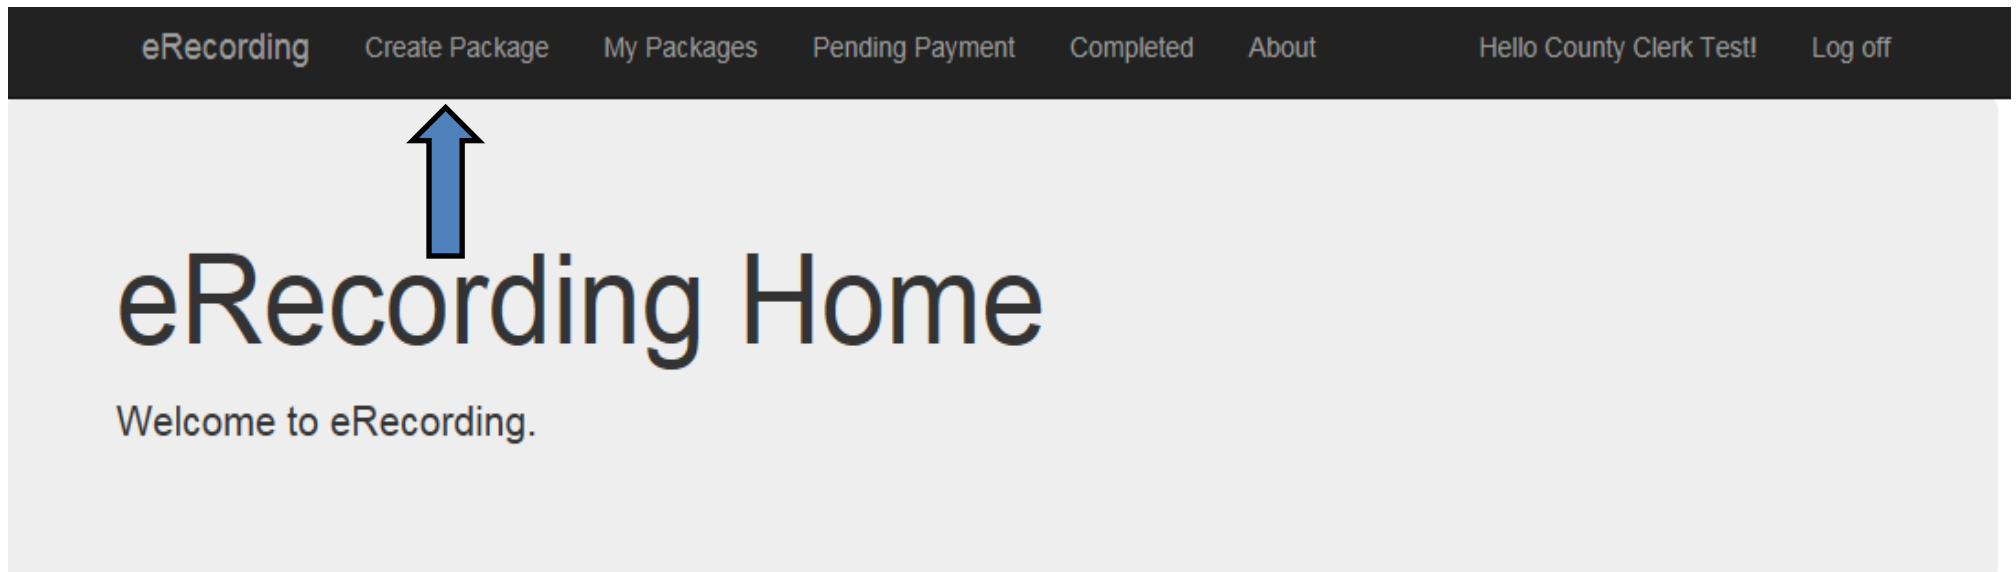 eRecording Create Package My Packages Pending Payment Completed About Hello County Clerk Test! Log off
eRecording Home
Welcome to eRecording.